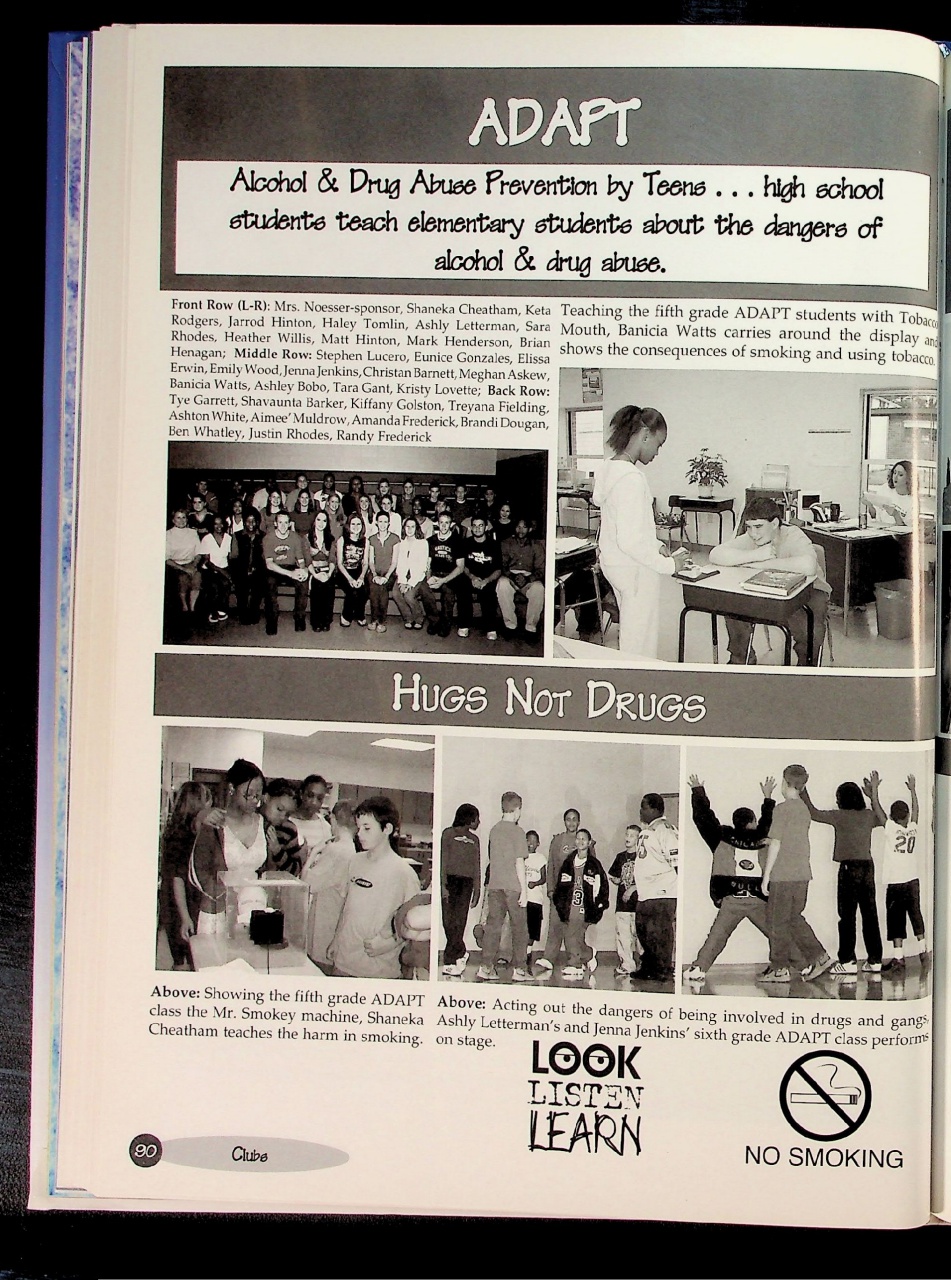 ADAPT
Alcohol & Drug Abuse Prevention by Teens . . . high school
students teach elementary students about the dangers of
alcohol & drug abuse.
Front Row (L-R): Mrs. Noesser-sponsor, Shaneka Cheatham, Keta
Rodgers, Jarrod Hinton, Haley Tomlin, Ashly Letterman, Sara
Rhodes, Heather Willis, Matt Hinton, Mark Henderson, Brian
Henagan; Middle Row: Stephen Lucero, Eunice Gonzales, Elissa
Erwin, Emily Wood, Jenna Jenkins, Christan Barnett, Meghan Askew,
Banicia Watts, Ashley Bobo, Tara Gant, Kristy Lovette; Back Row:
Tye Garrett, Shavaunta Barker, Kiffany Golston, Treyana Fielding,
Ashton White, Aimee' Muldrow, Amanda Frederick, Brandi Dougan,
Ben Whatley, Justin Rhodes, Randy Frederick
Teaching the fifth grade ADAPT students with Tobacco
Mouth, Banicia Watts carries around the display and
shows the consequences of smoking and using tobacco.
HUGS NOT DRUGS
3
20
Above: Showing the fifth grade ADAPT
class the Mr. Smokey machine, Shaneka
Cheatham teaches the harm in smoking.
Above: Acting out the dangers of being involved in drugs and gangs,
Ashly Letterman's and Jenna Jenkins' sixth grade ADAPT class performs
on stage.
LOOK
LISTEN
LEARN
NO SMOKING
90
Clubs